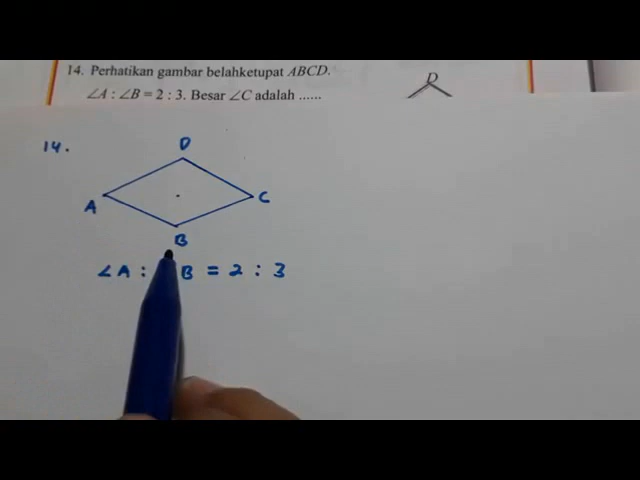 14. Perhatikan gambar belahketupat ABCD.
∠A : ∠B = 2 : 3. Besar ∠C adalah ......
D
14.
D
A
C
B
∠A : B = 2 : 3